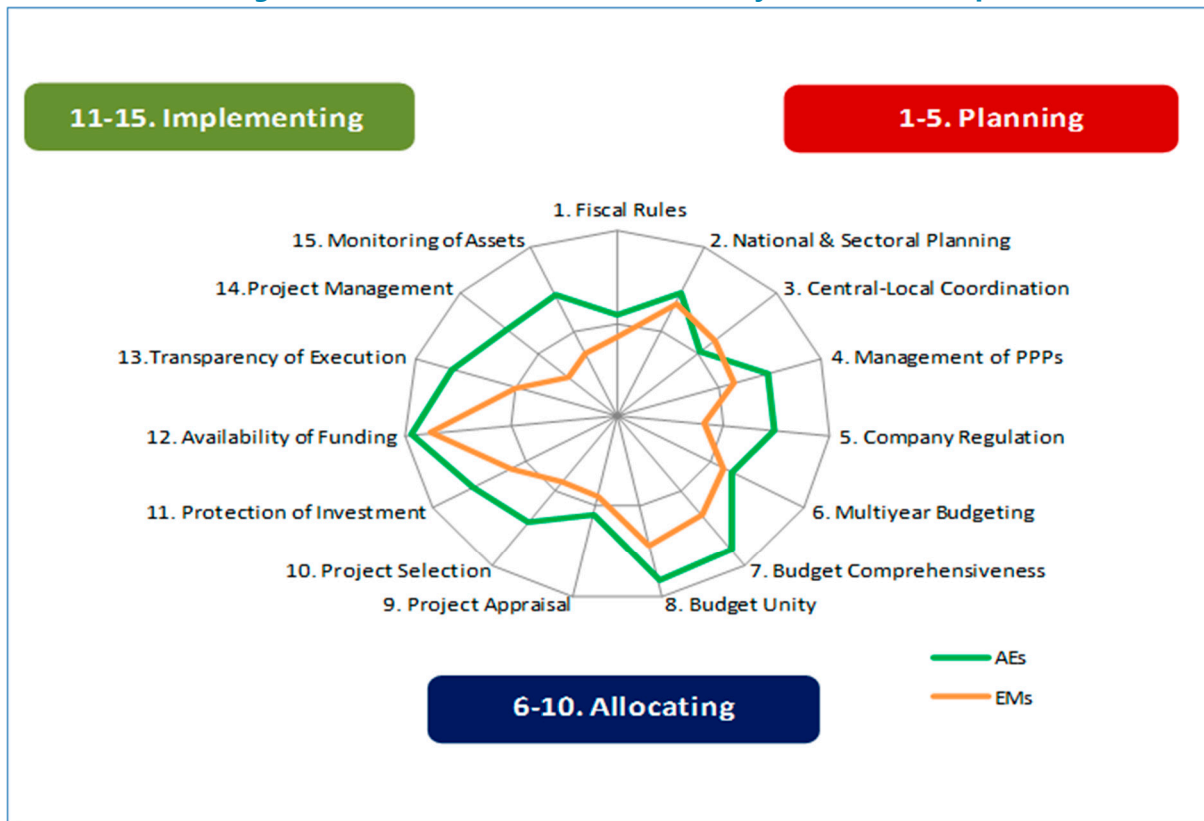 11-15. Implementing
1-5. Planning
1. Fiscal Rules
15. Monitoring of Assets
2. National & Sectoral Planning
14.Project Management
3. Central-Local Coordination
13.Transparency of Execution
4. Management of PPPs
12. Availability of Funding
5. Company Regulation
11. Protection of Investment
6. Multiyear Budgeting
10. Project Selection
7. Budget Comprehensiveness
9. Project Appraisal
8. Budget Unity
AEs
EMs
6-10. Allocating